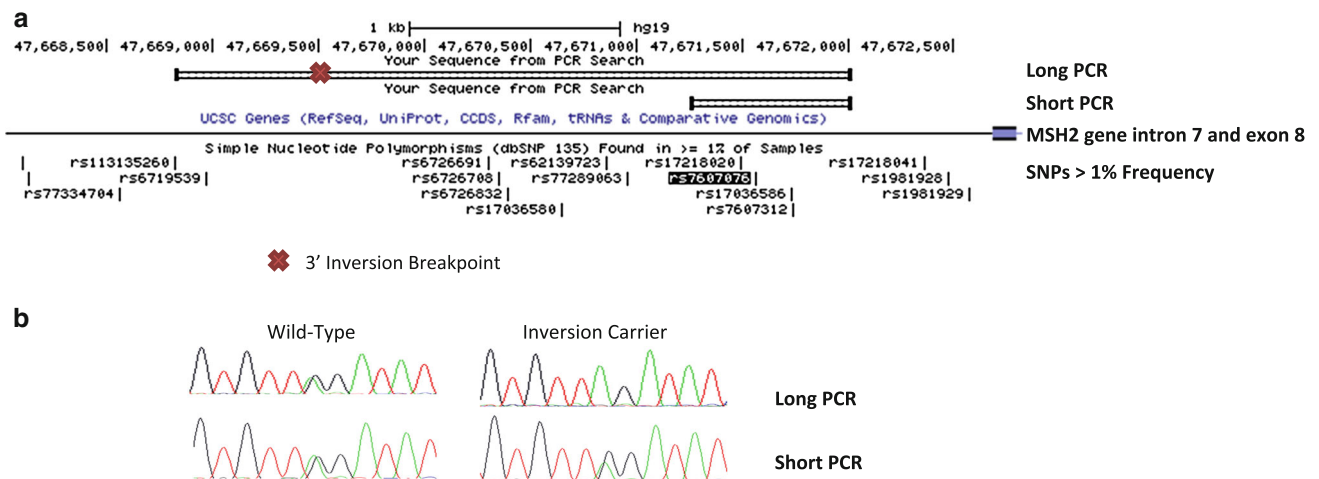 a
1 kb hg19
47,668,500| 47,669,000| 47,669,500| 47,670,000| 47,670,500| 47,671,000| 47,671,500| 47,672,000| 47,672,500|
Your Sequence from PCR Search
Long PCR
Your Sequence from PCR Search
Short PCR
UCSC Genes (RefSeq, UniProt, CCDS, Rfam, tRNAs & Comparative Genomics)
MSH2 gene intron 7 and exon 8
Simple Nucleotide Polymorphisms (dbSNP 135) Found in >= 1% of Samples
rs113135260 rs6726691 rs62139723 rs17218020 rs17218041
rs6719539 rs6726708 rs77289063 rs7607076 rs1981928
SNPs > 1% Frequency
rs77334704 rs6726832 rs17036586 rs1981929
rs17036580 rs7607312
3’ Inversion Breakpoint
b
Wild-Type Inversion Carrier
Long PCR
Short PCR